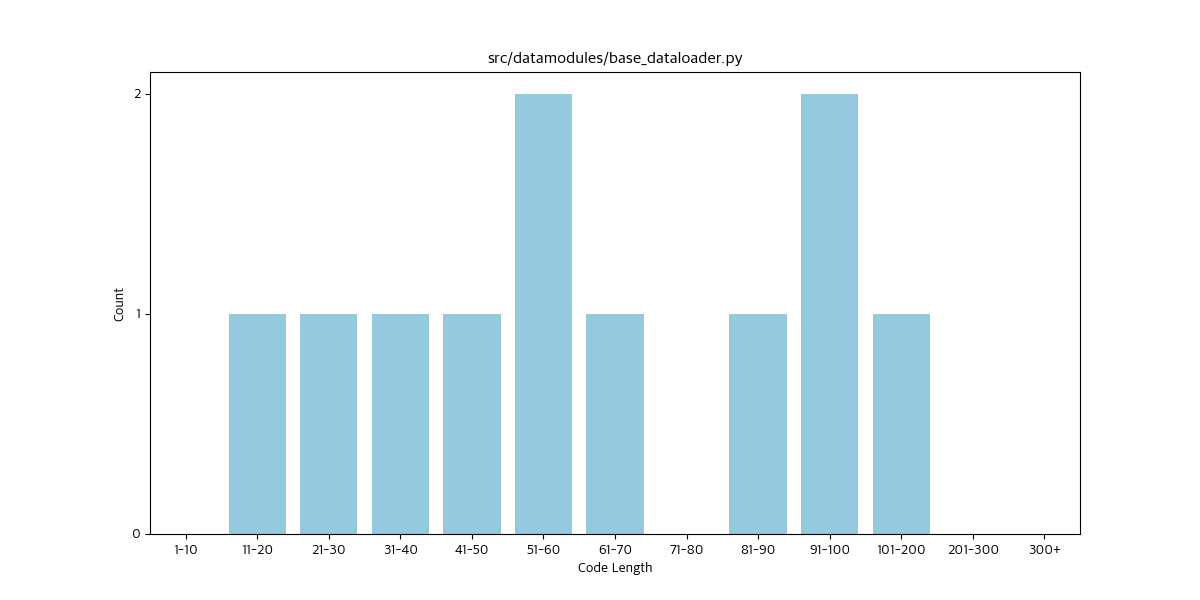 src/datamodules/base_dataloader.py
Count
2
1
0
1-10 11-20 21-30 31-40 41-50 51-60 61-70 71-80 81-90 91-100 101-200 201-300 300+
Code Length